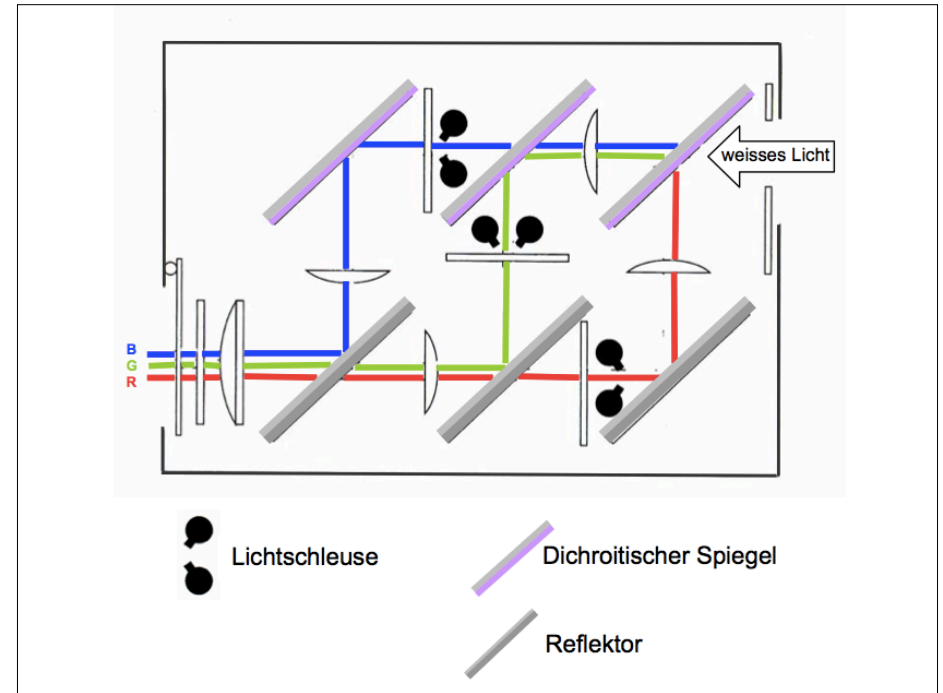 weisses Licht
B
G
R
Lichtschleuse
Dichroitischer Spiegel
Reflektor